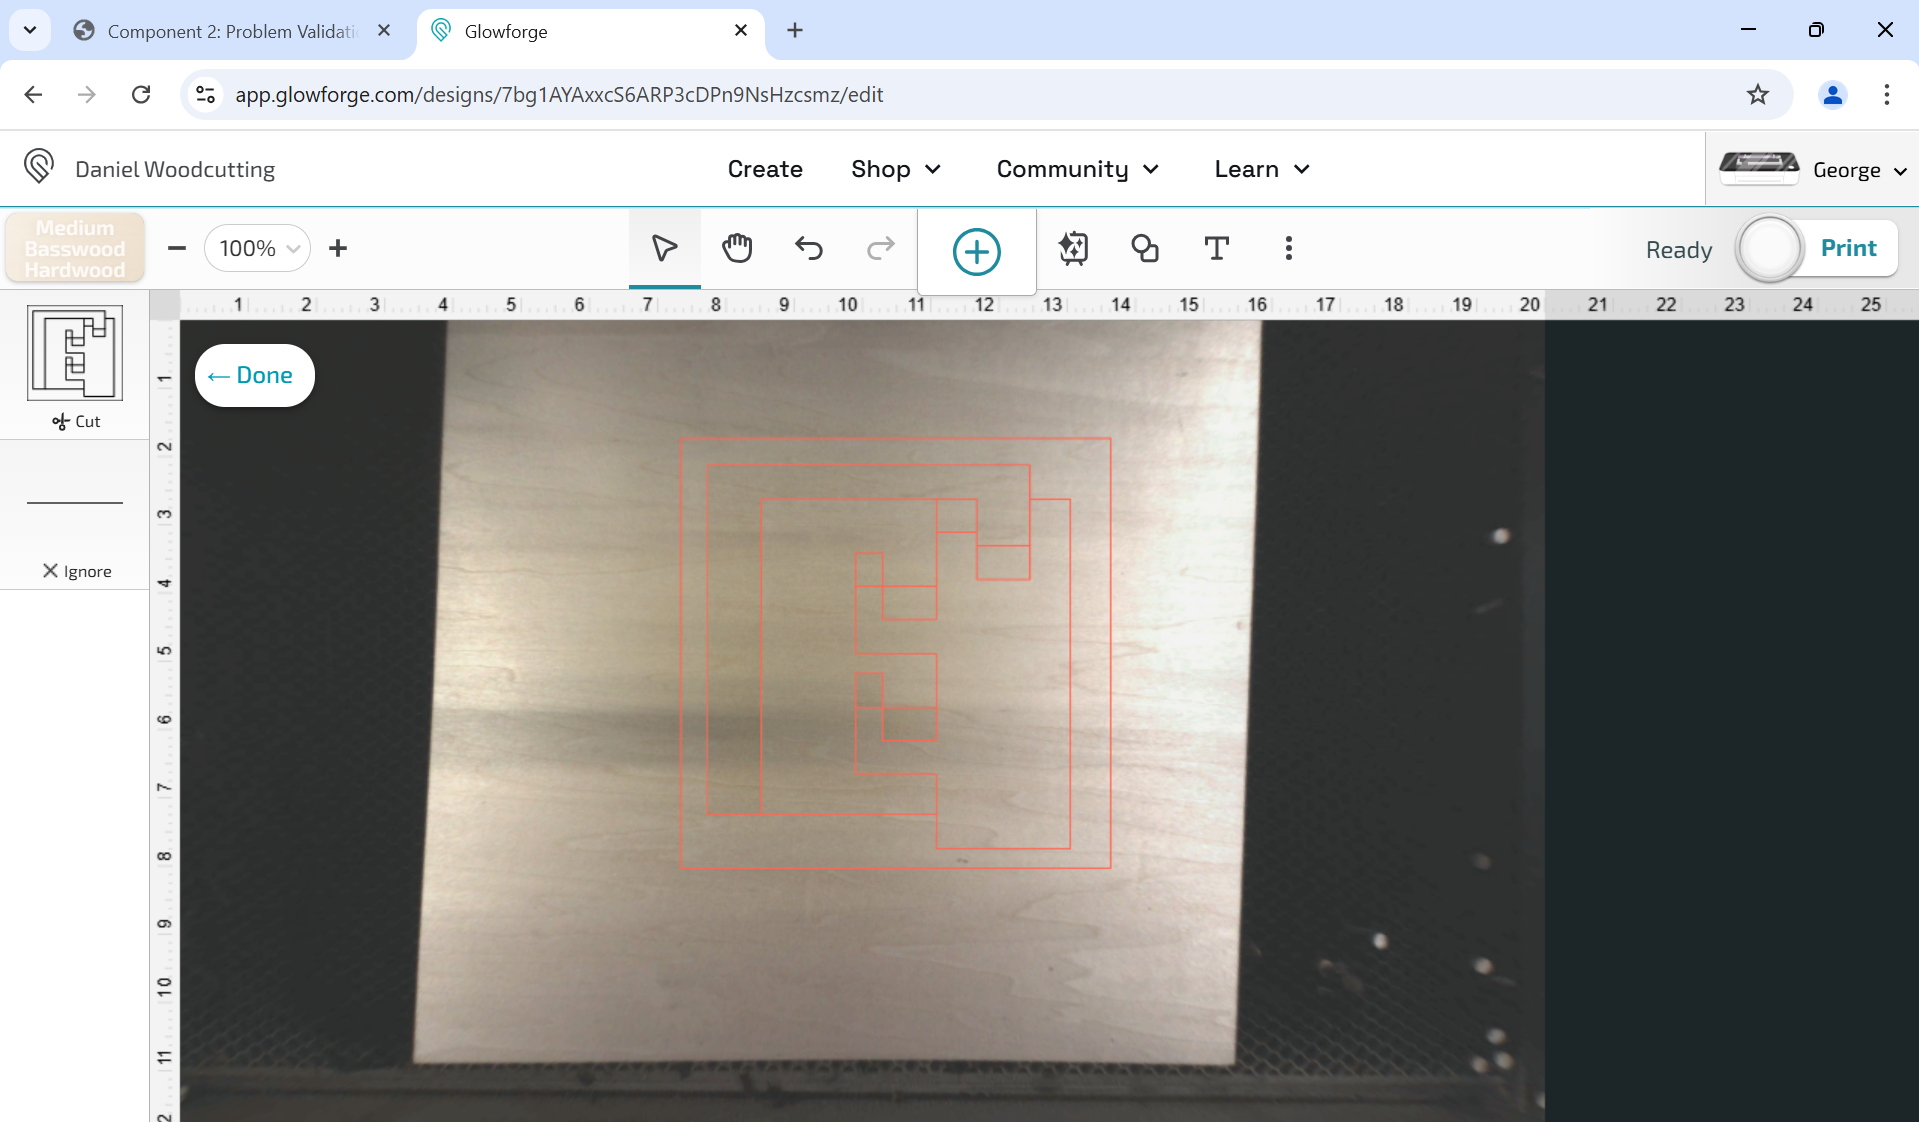 Component 2: Problem Validati
Glowforge
app.glowforge.com/designs/7bg1AYAxxcS6ARP3cDPn9NsHzcsmz/edit
Daniel Woodcutting
Create
Shop
Community
Learn
George
Medium
Basswood
Hardwood
100%
Ready
Print
1 2 3 4 5 6 7 8 9 10 11 12 13 14 15 16 17 18 19 20 21 22 23 24 25
← Done
Cut
Ignore
1
2
3
4
5
6
7
8
9
10
11
2